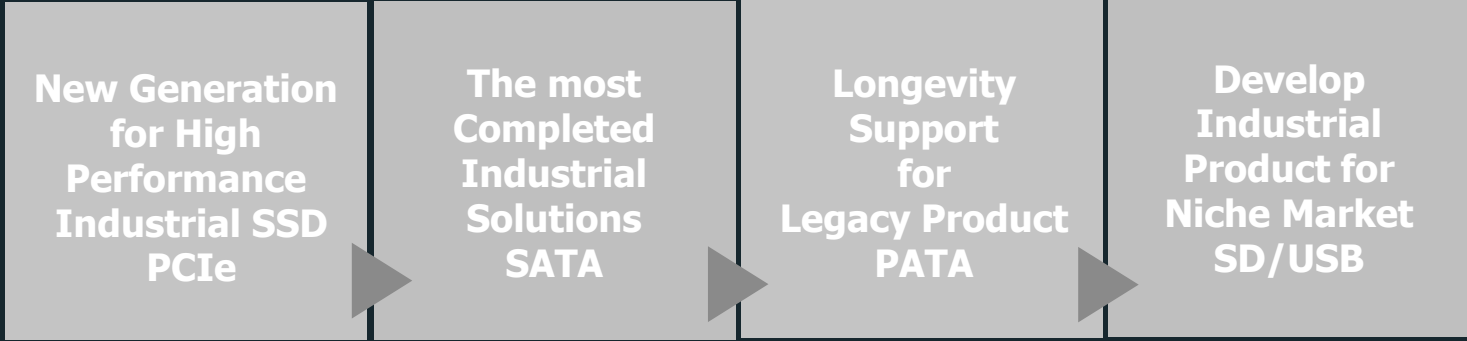 New Generation
for High
Performance
Industrial SSD
PCIe
The most
Completed
Industrial
Solutions
SATA
Longevity
Support
for
Legacy Product
PATA
Develop
Industrial
Product for
Niche Market
SD/USB